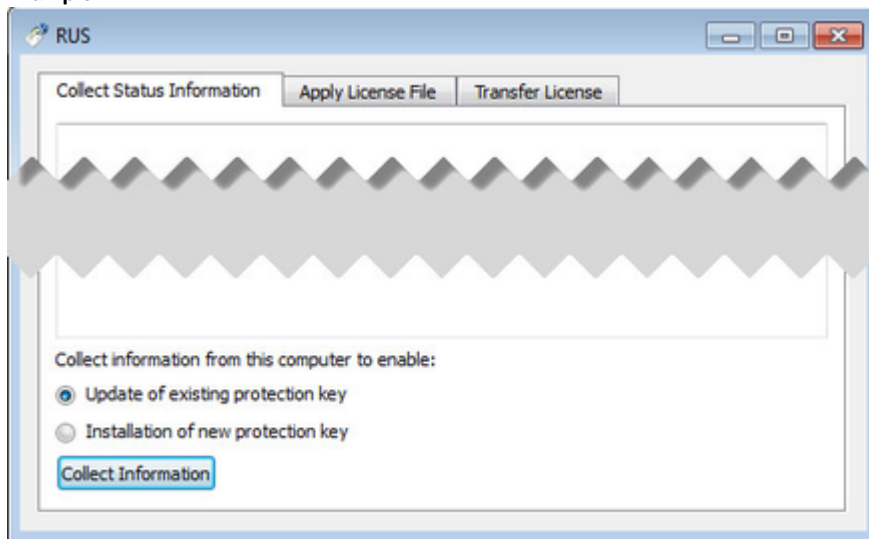 RUS
Collect Status Information Apply License File Transfer License
Collect information from this computer to enable:
Update of existing protection key
Installation of new protection key
Collect Information